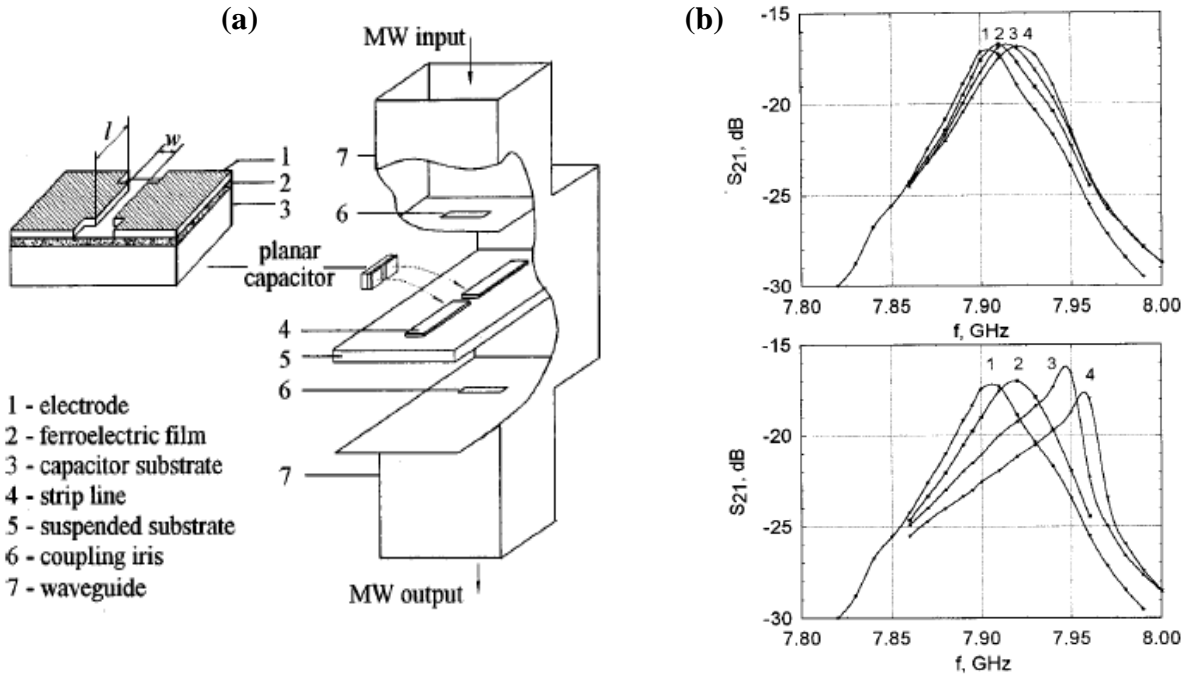 (a)
MW input
l
w
1
2
3
7
6
planar
capacitor
4
5
6
7
MW output
1 - electrode
2 - ferroelectric film
3 - capacitor substrate
4 - strip line
5 - suspended substrate
6 - coupling iris
7 - waveguide
(b)
-15
-20
-25
-30
S21, dB
1 2 3 4
7.80 7.85 7.90 7.95 8.00
f, GHz
-15
-20
-25
-30
S21, dB
1 2 3 4
7.80 7.85 7.90 7.95 8.00
f, GHz